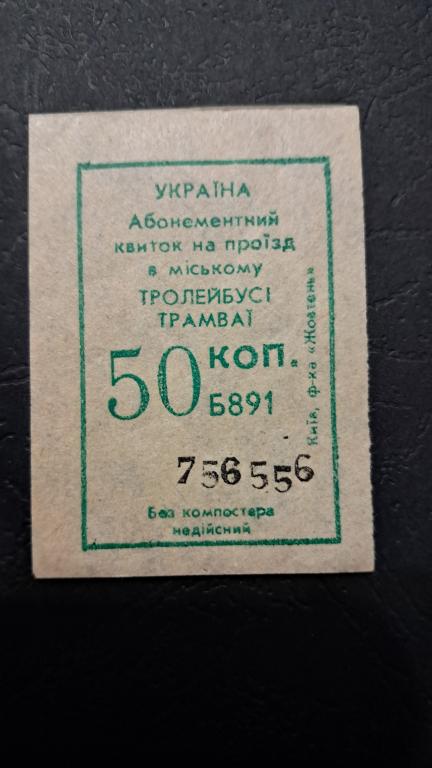 УКРАЇНА
Абонементний
квиток на проїзд
в міському
ТРОЛЕЙБУСІ
ТРАМВАЇ
50 КОП.
Б891
756556
Без компостера
недійсний
Київ, ф-ка «Жовтень»